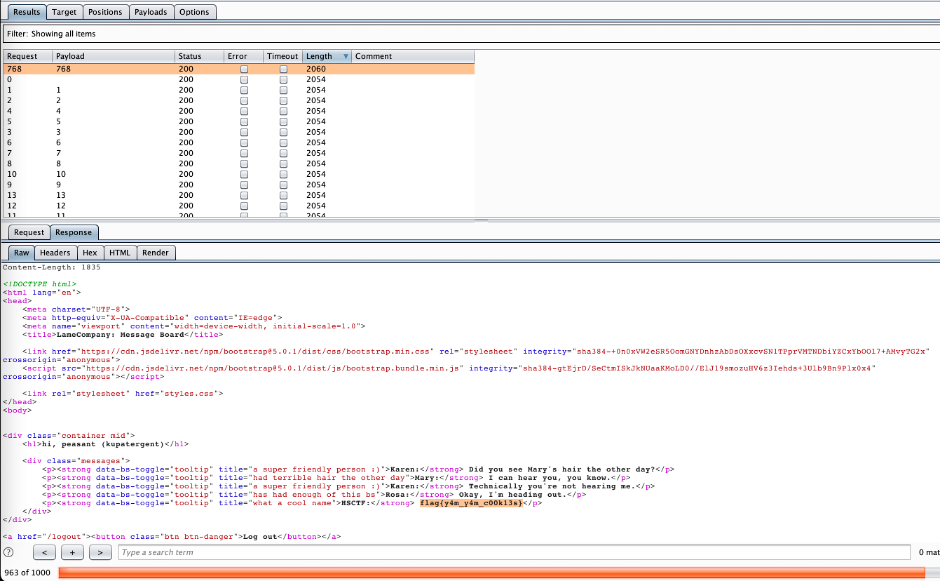 Results Target Positions Payloads Options
Filter: Showing all items
Request Payload Status Error Timeout Length Comment
768 768 200 2060
0 200 2054
1 1 200 2054
2 2 200 2054
4 4 200 2054
5 5 200 2054
3 3 200 2054
6 6 200 2054
7 7 200 2054
8 8 200 2054
10 10 200 2054
9 9 200 2054
13 13 200 2054
12 12 200 2054
11 11 200 2054
Request Response
Raw Headers Hex HTML Render
Content-Length: 1835
<!DOCTYPE html>
<html lang="en">
<head>
<meta charset="UTF-8">
<meta http-equiv="X-UA-Compatible" content="IE=edge">
<meta name="viewport" content="width=device-width, initial-scale=1.0">
<title>LameCompany: Message Board</title>
<link href="https://cdn.jsdelivr.net/npm/bootstrap@5.0.1/dist/css/bootstrap.min.css" rel="stylesheet" integrity="sha384-+0n0xVW2eSR5OomGNYDnhzAbDsOXxcvSN1TPprVMTNDbiYZCxYbOOl7+AMvyTG2x"
crossorigin="anonymous">
<script src="https://cdn.jsdelivr.net/npm/bootstrap@5.0.1/dist/js/bootstrap.bundle.min.js" integrity="sha384-gtEjrD/SeCtmISkJkNUaaKMoLD0//ElJ19smozuHV6z3Iehds+3Ulb9Bn9Plx0x4"
crossorigin="anonymous"></script>
<link rel="stylesheet" href="styles.css">
</head>
<body>
<div class="container mid">
<h1>hi, peasant (kupatergent)</h1>
<div class="messages">
<p><strong data-bs-toggle="tooltip" title="a super friendly person :)">Karen:</strong> Did you see Mary's hair the other day?</p>
<p><strong data-bs-toggle="tooltip" title="had terrible hair the other day">Mary:</strong> I can hear you, you know.</p>
<p><strong data-bs-toggle="tooltip" title="a super friendly person :)">Karen:</strong> Technically you're not hearing me.</p>
<p><strong data-bs-toggle="tooltip" title="has had enough of this bs">Rosa:</strong> Okay, I'm heading out.</p>
<p><strong data-bs-toggle="tooltip" title="what a cool name">NSCTF:</strong> flag{y4m_y4m_c00k13s}</p>
</div>
</div>
<a href="/logout"><button class="btn btn-danger">Log out</button></a>
? < + > Type a search term 0 mat
963 of 1000